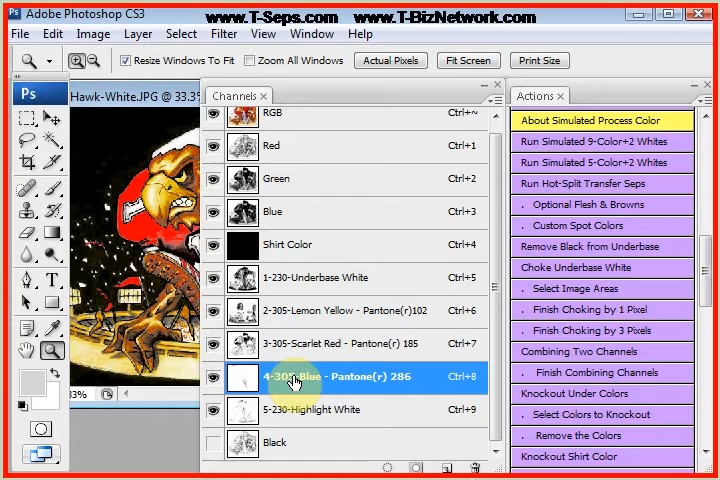 Adobe Photoshop CS3
www.T-Seps.com www.T-BizNetwork.com
File Edit Image Layer Select Filter View Window Help
Resize Windows To Fit Zoom All Windows Actual Pixels Fit Screen Print Size
Ps
Hawk-White.JPG @ 33.3
33%
Channels ×
RGB Ctrl+~
Red Ctrl+1
Green Ctrl+2
Blue Ctrl+3
Shirt Color Ctrl+4
1-230-Underbase White Ctrl+5
2-305-Lemon Yellow - Pantone(r)102 Ctrl+6
3-305-Scarlet Red - Pantone(r) 185 Ctrl+7
4-305-Blue - Pantone(r) 286 Ctrl+8
5-230-Highlight White Ctrl+9
Black
Actions ×
About Simulated Process Color
Run Simulated 9-Color+2 Whites
Run Simulated 5-Color+2 Whites
Run Hot-Split Transfer Seps
. Optional Flesh & Browns
. Custom Spot Colors
Remove Black from Underbase
Choke Underbase White
. Select Image Areas
. Finish Choking by 1 Pixel
. Finish Choking by 3 Pixels
Combining Two Channels
. Finish Combining Channels
Knockout Under Colors
. Select Colors to Knockout
. Remove the Colors
Knockout Shirt Color